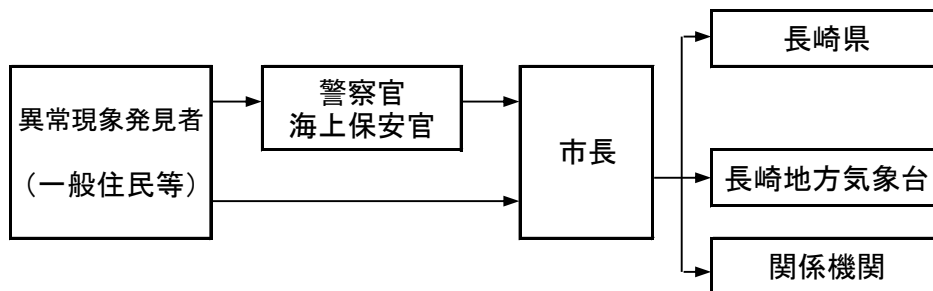 異常現象発見者
（一般住民等）
警察官
海上保安官
市長
長崎県
長崎地方気象台
関係機関